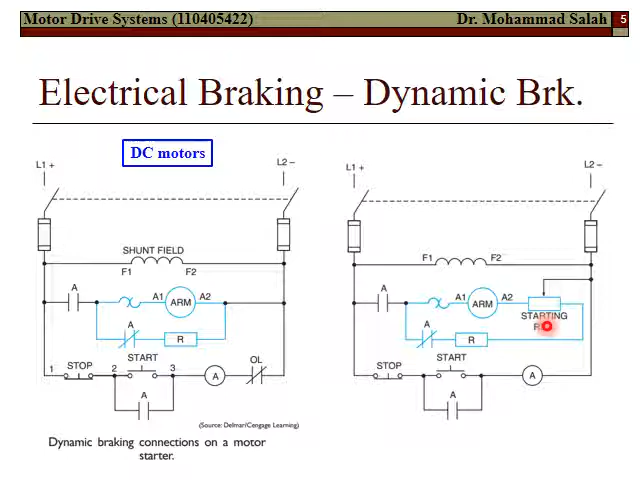 Motor Drive Systems (110405422)
Dr. Mohammad Salah
5
Electrical Braking – Dynamic Brk.
DC motors
L1 +
L2 –
SHUNT FIELD
F1
F2
A
A1
ARM
A2
A
R
1
STOP
2
START
3
A
OL
A
(Source: Delmar/Cengage Learning)
Dynamic braking connections on a motor
starter.
L1 +
L2 –
F1
F2
A
A1
ARM
A2
STARTING
A
R
STOP
START
A
A